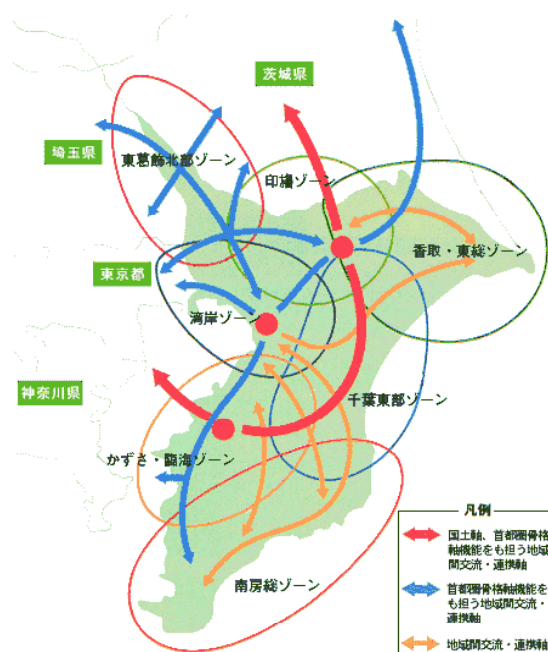 茨城県
埼玉県
東葛飾北部ゾーン
印旛ゾーン
香取・東総ゾーン
東京都
湾岸ゾーン
神奈川県
千葉東部ゾーン
かずさ・臨海ゾーン
南房総ゾーン
凡例
国土軸、首都圏骨格
軸機能をも担う地域
間交流・連携軸
首都圏骨格軸機能を
も担う地域間交流・
連携軸
地域間交流・連携軸